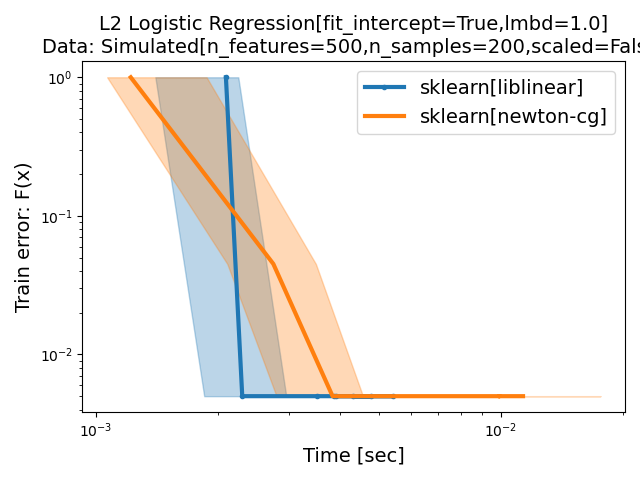 L2 Logistic Regression[fit_intercept=True,lmbd=1.0]
Data: Simulated[n_features=500,n_samples=200,scaled=Fals
sklearn[liblinear]
sklearn[newton-cg]
Train error: F(x)
10⁰
10⁻¹
10⁻²
10⁻³
10⁻²
Time [sec]